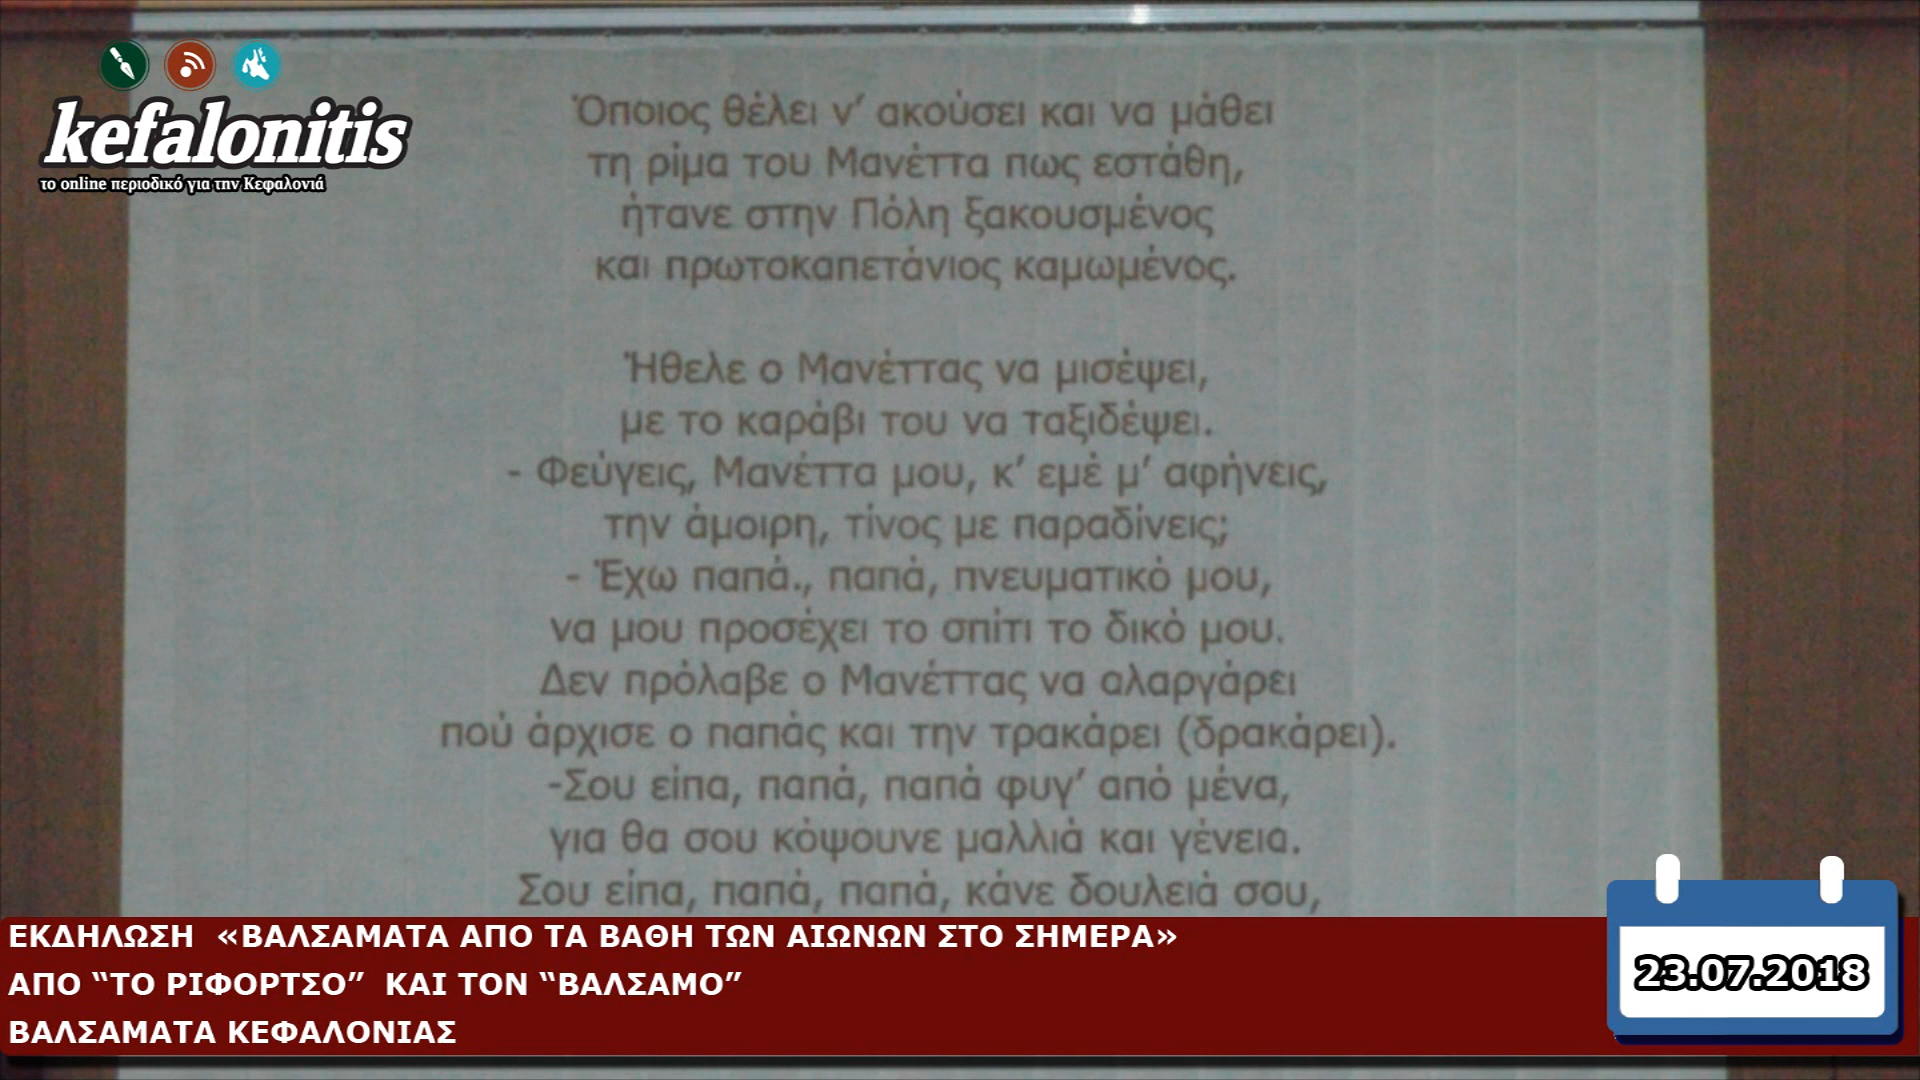 kefalonitis
το online περιοδικό για την Κεφαλονιά
Όποιος θέλει ν’ ακούσει και να μάθει
τη ρίμα του Μανέττα πως εστάθη,
ήτανε στην Πόλη ξακουσμένος
και πρωτοκαπετάνιος καμωμένος.
Ήθελε ο Μανέττας να μισέψει,
με το καράβι του να ταξιδέψει.
- Φεύγεις, Μανέττα μου, κ’ εμέ μ’ αφήνεις,
την άμοιρη, τίνος με παραδίνεις;
- Έχω παπά., παπά, πνευματικό μου,
να μου προσέχει το σπίτι το δικό μου.
Δεν πρόλαβε ο Μανέττας να αλαργάρει
πού άρχισε ο παπάς και την τρακάρει (δρακάρει).
-Σου είπα, παπά, παπά φυγ’ από μένα,
για θα σου κόψουνε μαλλιά και γένεια.
Σου είπα, παπά, παπά, κάνε δουλειά σου,
ΕΚΔΗΛΩΣΗ «ΒΑΛΣΑΜΑΤΑ ΑΠΟ ΤΑ ΒΑΘΗ ΤΩΝ ΑΙΩΝΩΝ ΣΤΟ ΣΗΜΕΡΑ»
ΑΠΟ “ΤΟ ΡΙΦΟΡΤΣΟ” ΚΑΙ ΤΟΝ “ΒΑΛΣΑΜΟ”
ΒΑΛΣΑΜΑΤΑ ΚΕΦΑΛΟΝΙΑΣ
23.07.2018